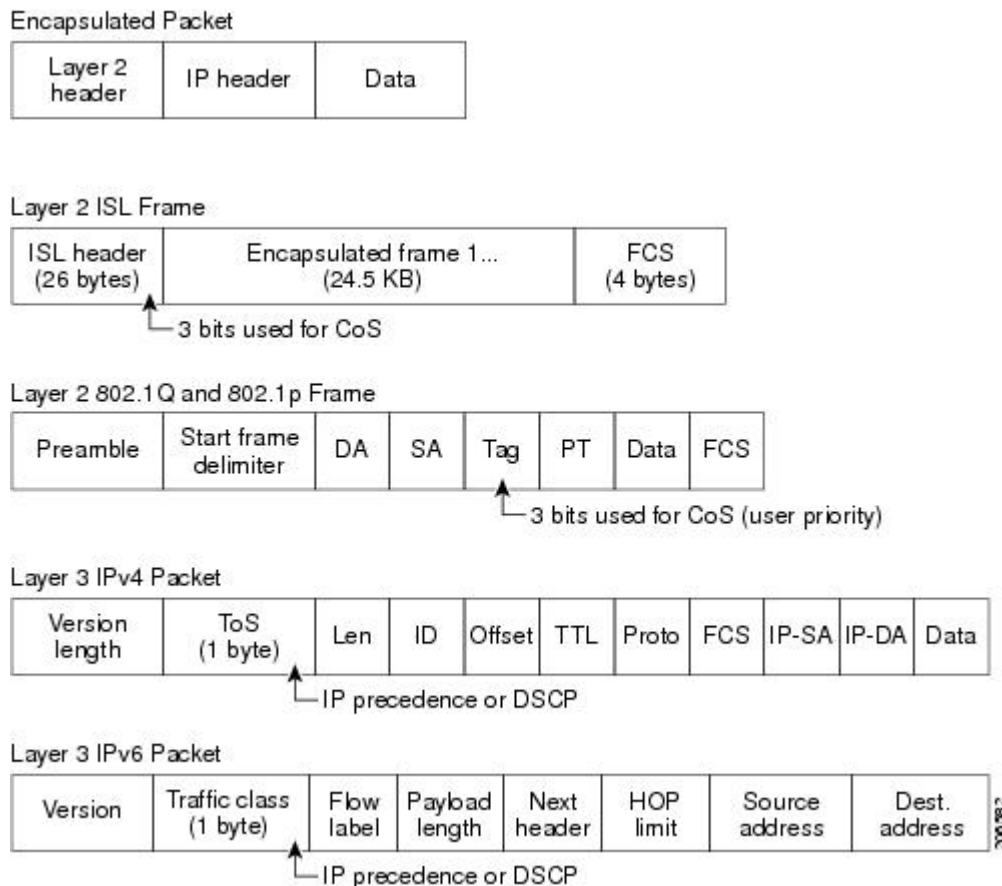 Encapsulated Packet
Layer 2
header
IP header
Data
Layer 2 ISL Frame
ISL header
(26 bytes)
Encapsulated frame 1...
(24.5 KB)
FCS
(4 bytes)
3 bits used for CoS
Layer 2 802.1Q and 802.1p Frame
Preamble
Start frame
delimiter
DA
SA
Tag
PT
Data
FCS
3 bits used for CoS (user priority)
Layer 3 IPv4 Packet
Version
length
ToS
(1 byte)
Len
ID
Offset
TTL
Proto
FCS
IP-SA
IP-DA
Data
IP precedence or DSCP
Layer 3 IPv6 Packet
Version
Traffic class
(1 byte)
Flow
label
Payload
length
Next
header
HOP
limit
Source
address
Dest.
address
IP precedence or DSCP